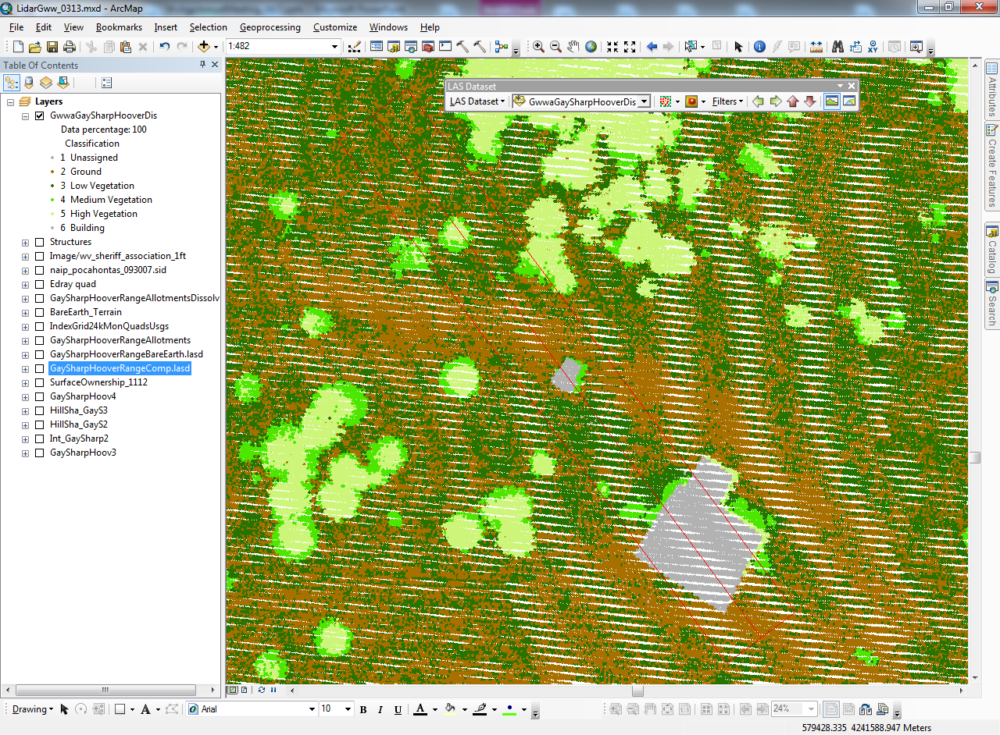 LidarGww_0313.mxd - ArcMap
File Edit View Bookmarks Insert Selection Geoprocessing Customize Windows Help
1:482
Table Of Contents
Layers
GwwaGaySharpHooverDis
Data percentage: 100
Classification
1 Unassigned
2 Ground
3 Low Vegetation
4 Medium Vegetation
5 High Vegetation
6 Building
Structures
Image/wv_sheriff_association_1ft
naip_pocahontas_093007.sid
Edray quad
GaySharpHooverRangeAllotmentsDissolv
BareEarth_Terrain
IndexGrid24kMonQuadsUsgs
GaySharpHooverRangeAllotments
GaySharpHooverRangeBareEarth.lasd
GaySharpHooverRangeComp.lasd
SurfaceOwnership_1112
GaySharpHoov4
HillSha_GayS3
HillSha_GayS2
Int_GaySharp2
GaySharpHoov3
LAS Dataset
LAS Dataset GwwaGaySharpHooverDis Filters
Attributes
Create Features
Catalog
Search
Drawing A Arial 10 B I U A 24%
579428.335 4241588.947 Meters